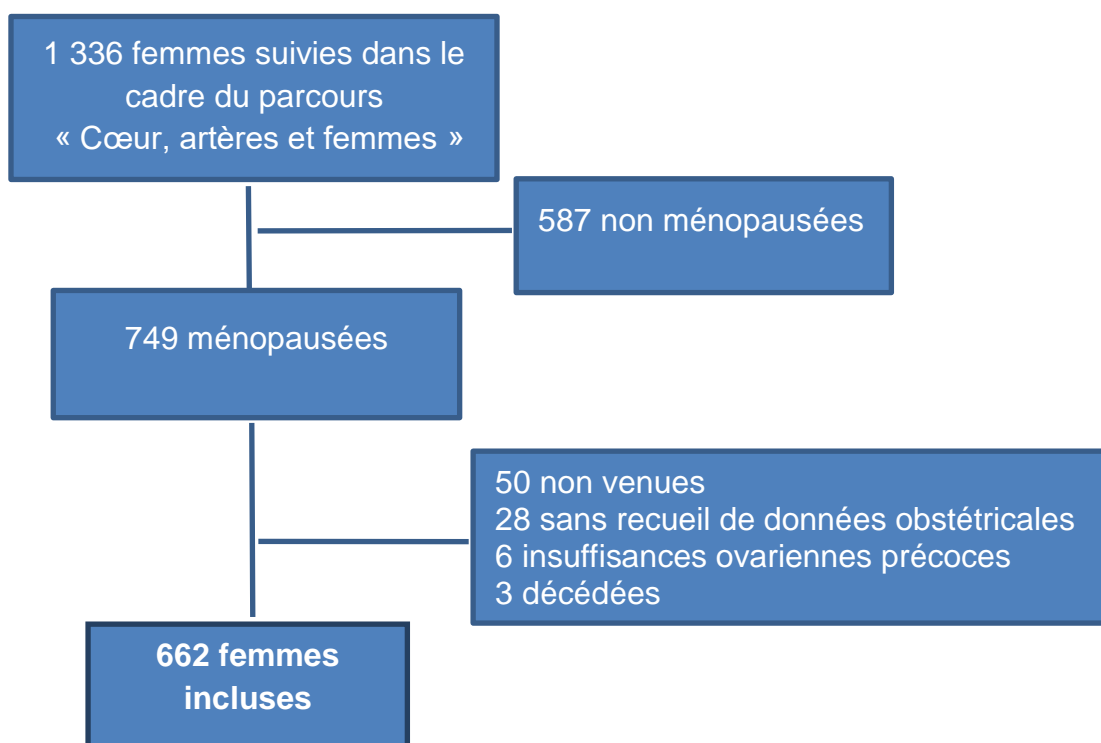 1 336 femmes suivies dans le
cadre du parcours
« Cœur, artères et femmes »
587 non ménopausées
749 ménopausées
50 non venues
28 sans recueil de données obstétricales
6 insuffisances ovariennes précoces
3 décédées
662 femmes
incluses